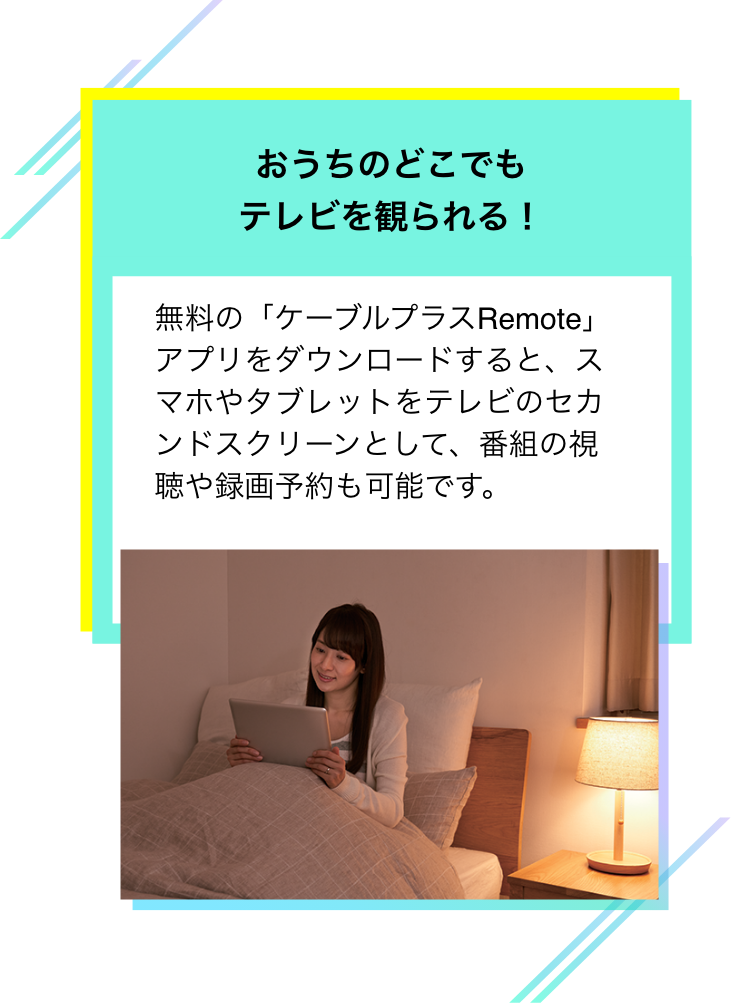 おうちのどこでも
テレビを観られる！
無料の「ケーブルプラスRemote」
アプリをダウンロードすると、ス
マホやタブレットをテレビのセカ
ンドスクリーンとして、番組の視
聴や録画予約も可能です。